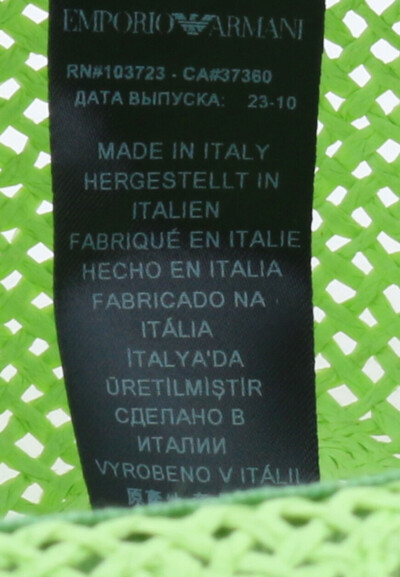 EMPORIO ARMANI
RN#103723 - CA#37360
ДАТА ВЫПУСКА: 23-10
MADE IN ITALY
HERGESTELLT IN
ITALIEN
FABRIQUÉ EN ITALIE
HECHO EN ITALIA
FABRICADO NA
ITÁLIA
İTALYA'DA
ÜRETILMIŞTIR
СДЕЛАНО В
ИТАЛИИ
VYROBENO V ITÁLII